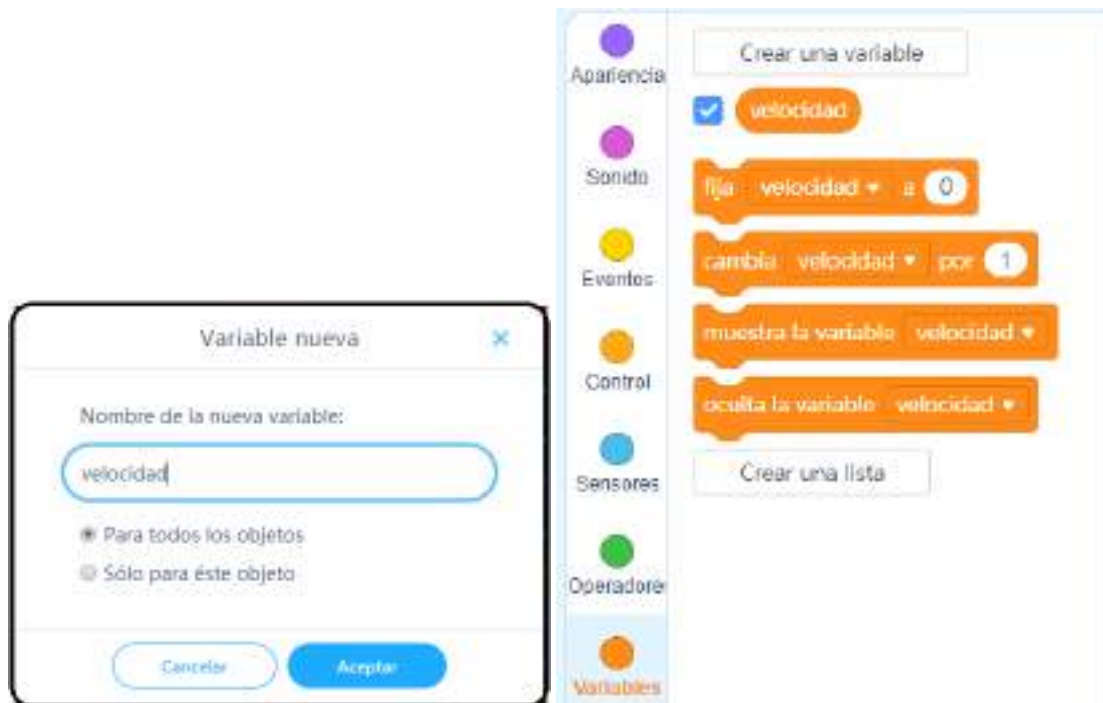 Variable nueva
Nombre de la nueva variable:
velocidad
Para todos los objetos
Sólo para éste objeto
Cancelar
Aceptar
Apariencia
Sonido
Eventos
Control
Sensores
Operadore
Variables
Crear una variable
velocidad
fija velocidad a 0
cambia velocidad por 1
muestra la variable velocidad
oculta la variable velocidad
Crear una lista